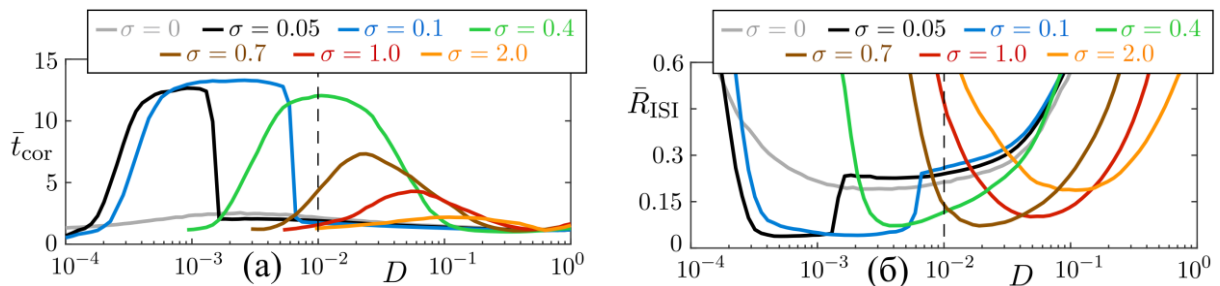 σ = 0 σ = 0.05 σ = 0.1 σ = 0.4
σ = 0.7 σ = 1.0 σ = 2.0
15
10
5
0
t̄cor
10⁻⁴ 10⁻³ 10⁻² 10⁻¹ 10⁰
(а) D
σ = 0 σ = 0.05 σ = 0.1 σ = 0.4
σ = 0.7 σ = 1.0 σ = 2.0
0.6
R̄ISI
0.3
0.15
0
10⁻⁴ 10⁻³ 10⁻² 10⁻¹ 10⁰
(б) D